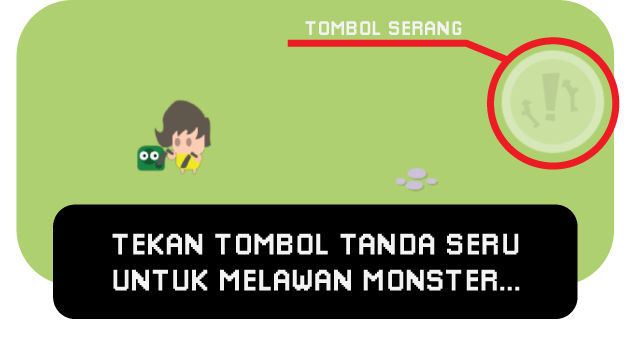 TOMBOL SERANG
!
TEKAN TOMBOL TANDA SERU
UNTUK MELAWAN MONSTER...